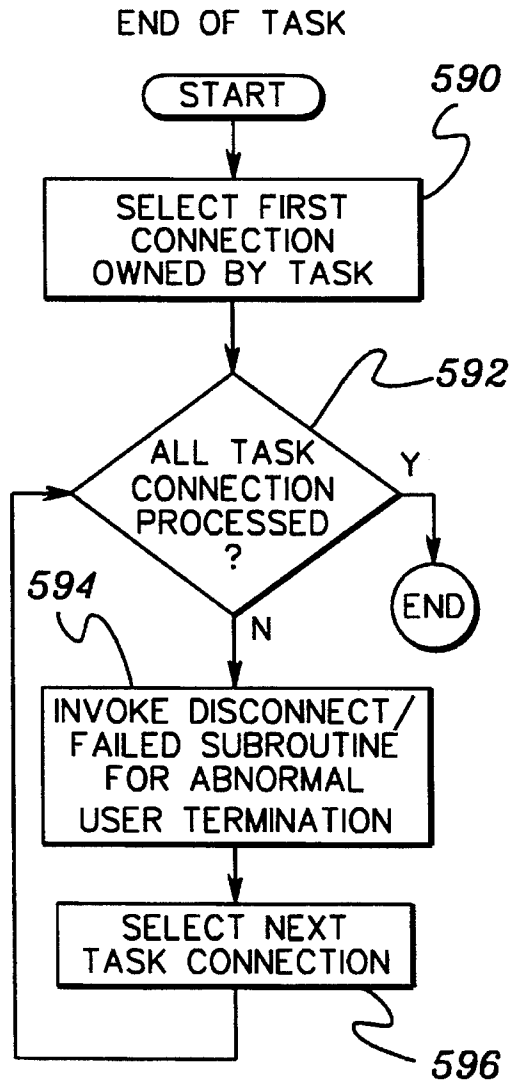 END OF TASK
START
590
SELECT FIRST
CONNECTION
OWNED BY TASK
592
ALL TASK
CONNECTION
PROCESSED
?
Y
END
594
N
INVOKE DISCONNECT/
FAILED SUBROUTINE
FOR ABNORMAL
USER TERMINATION
SELECT NEXT
TASK CONNECTION
596